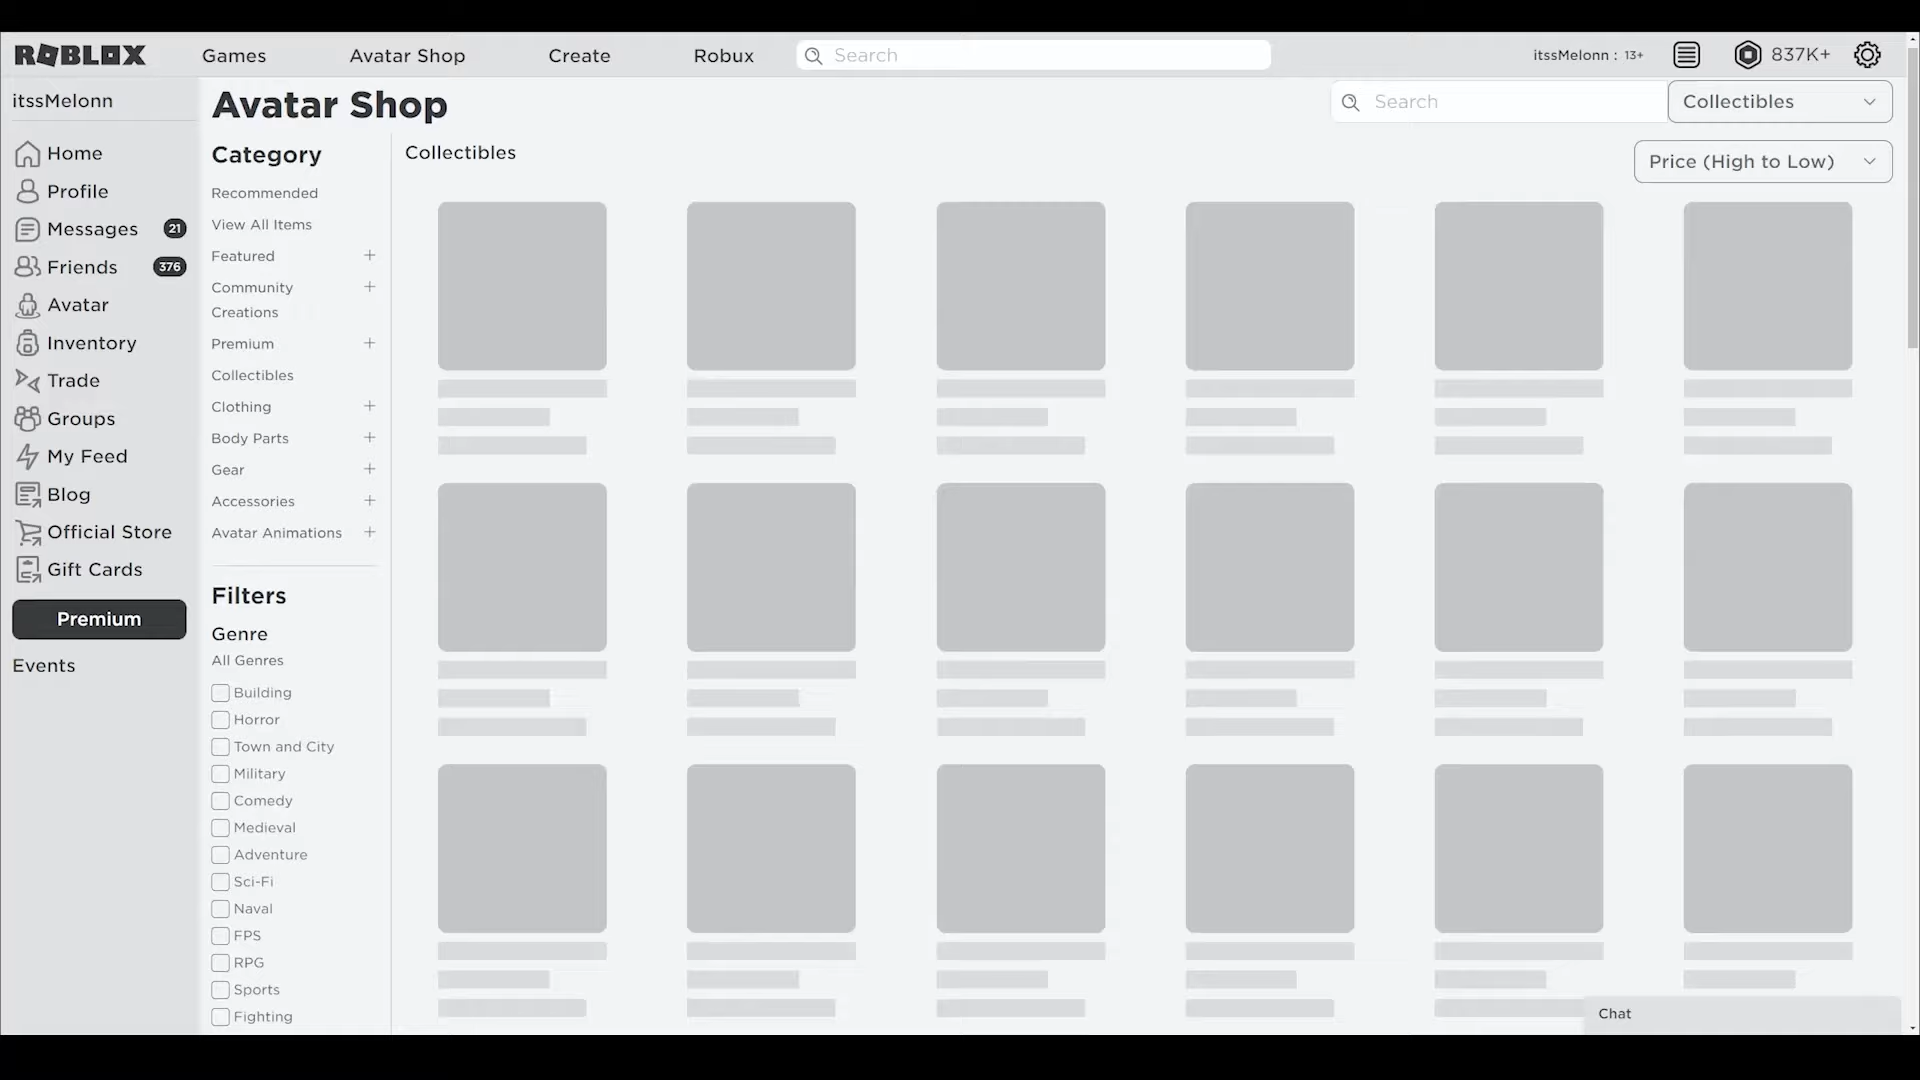 ROBLOX
Games
Avatar Shop
Create
Robux
Search
itssMelonn : 13+
837K+
itssMelonn
Home
Profile
Messages 21
Friends 376
Avatar
Inventory
Trade
Groups
My Feed
Blog
Official Store
Gift Cards
Premium
Events
Avatar Shop
Search
Collectibles
Category
Recommended
View All Items
Featured +
Community +
Creations
Premium +
Collectibles
Clothing +
Body Parts +
Gear +
Accessories +
Avatar Animations +
Filters
Genre
All Genres
Building
Horror
Town and City
Military
Comedy
Medieval
Adventure
Sci-Fi
Naval
FPS
RPG
Sports
Fighting
Collectibles
Price (High to Low)
Chat